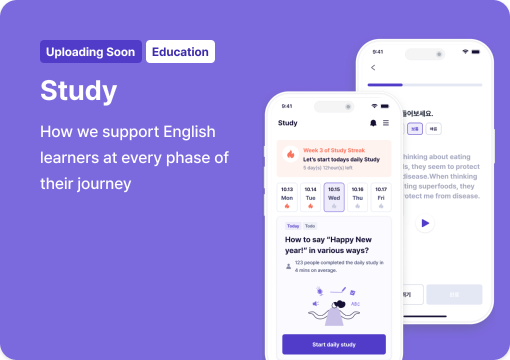 Uploading Soon
Education
Study
How we support English
learners at every phase of
their journey
9:41
Study
Week 3 of Study Streak
Let's start todays daily Study
5 day(s) 12hour(s) left
10.13 10.14 10.15 10.16 10.17
Mon Tue Wed Thu Fri
Today
How to say "Happy New
year!" in various ways?
123 people completed the daily study in
4 mins on average.
ABC
Start daily study
9:41
들어보세요.
보통
빠름
hinking about eating
s, they seem to protect
disease.When thinking
ting superfoods, they
rotect me from disease.